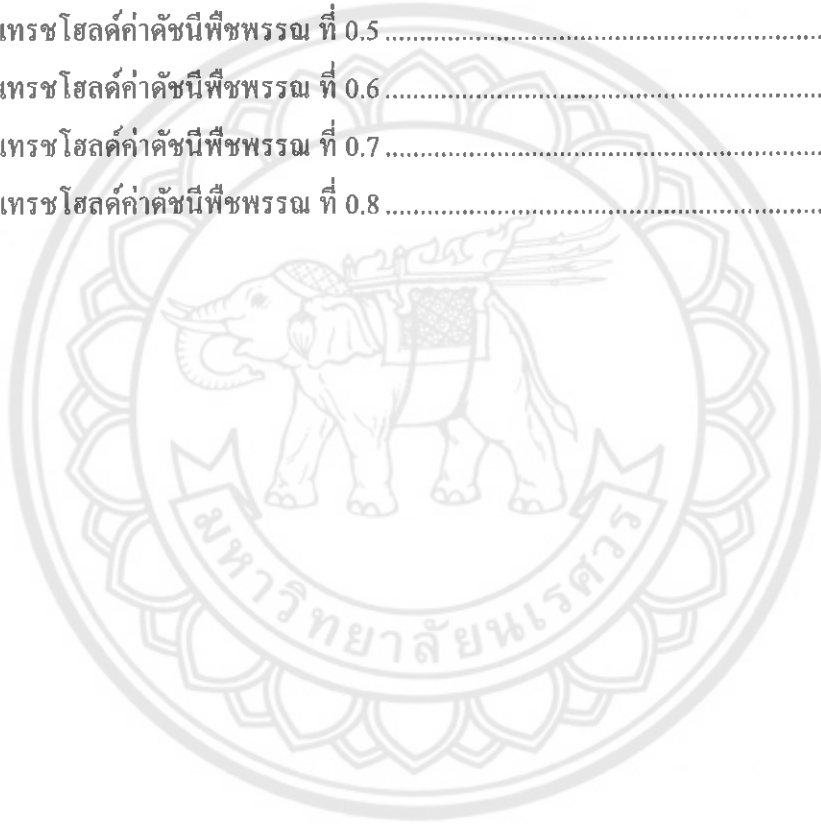 เทรชโฮลด์ค่าดัชนีพืชพรรณ ที่ 0.5 ........................................................................
เทรชโฮลด์ค่าดัชนีพืชพรรณ ที่ 0.6 ........................................................................
เทรชโฮลด์ค่าดัชนีพืชพรรณ ที่ 0.7 ........................................................................
เทรชโฮลด์ค่าดัชนีพืชพรรณ ที่ 0.8 ........................................................................
มหาวิทยาลัยนเรศวร